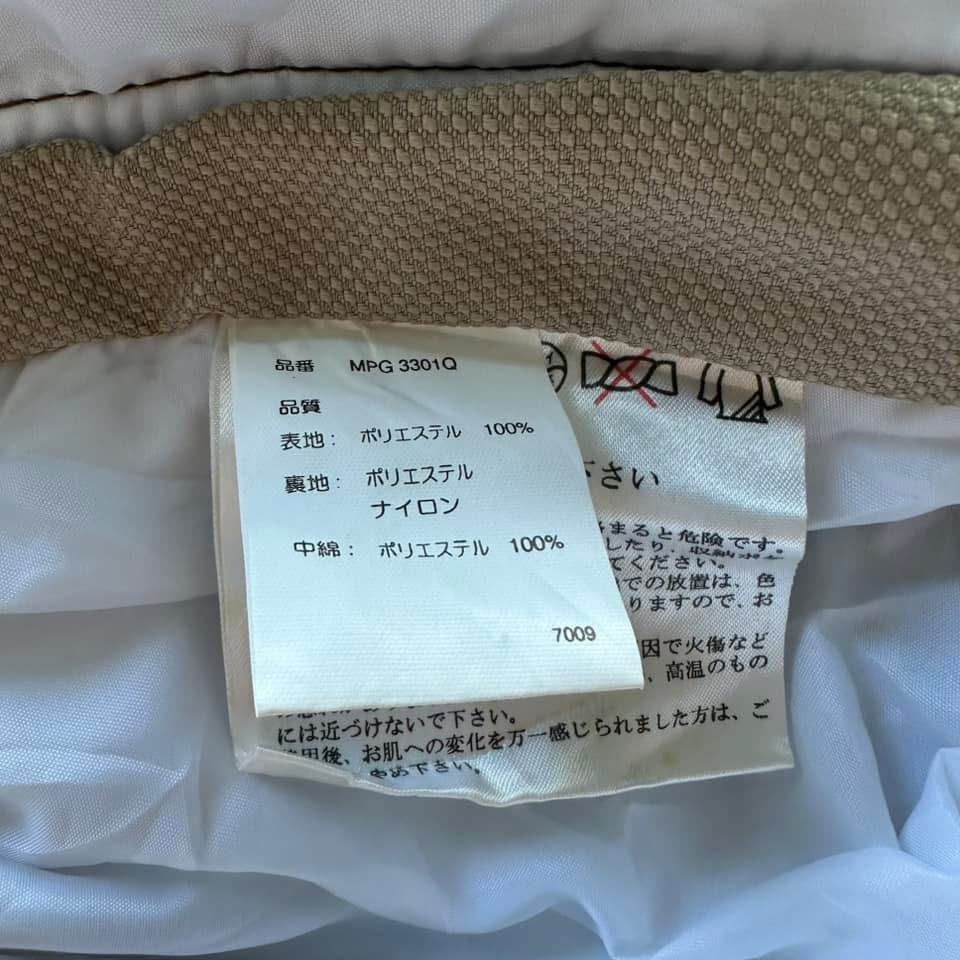 品番 MPG 3301Q
品質
表地: ポリエステル 100%
裏地: ポリエステル
ナイロン
中綿: ポリエステル 100%
7009
下さい
まると危険です。
したり、収納
てください。
での放置は、色
りますので、お
因で火傷など
、高温のもの
には近づけないで下さい。
使用後、お肌への変化を万一感じられました方は、ご
やめ下さい。